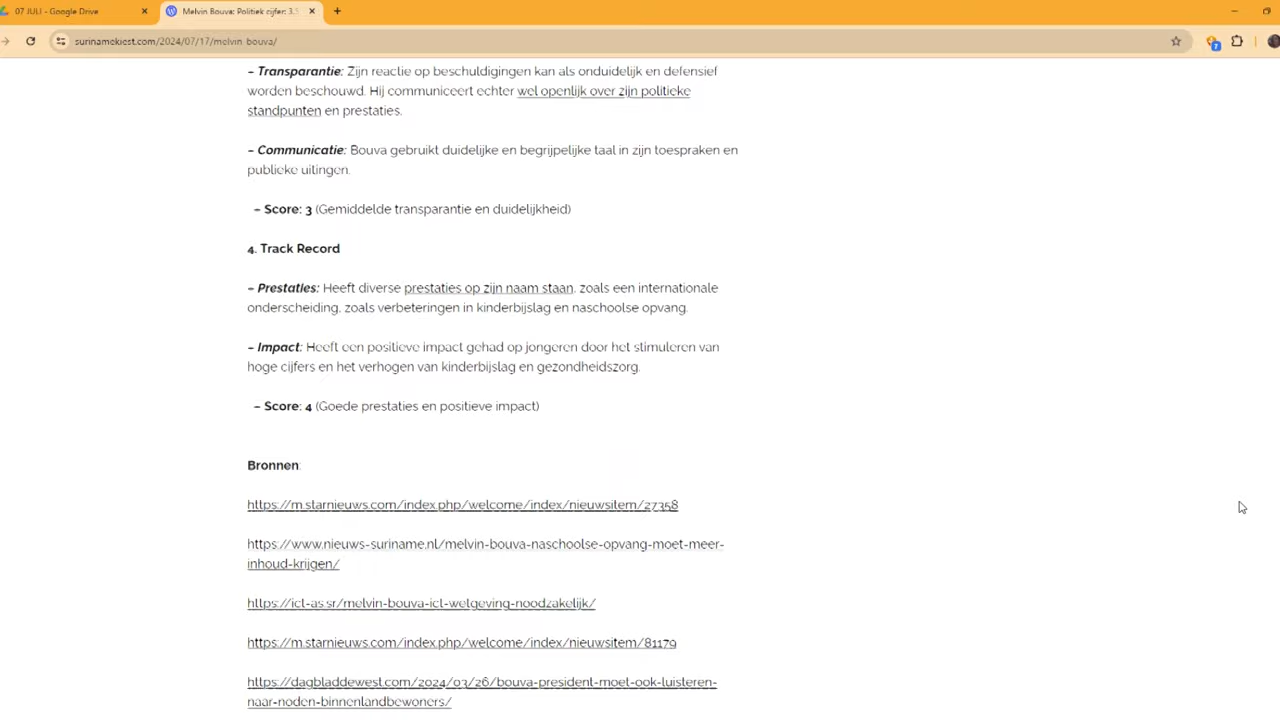 07 JULI - Google Drive
Melvin Bouva: Politiek cijfer: 3.5
surinamekiest.com/2024/07/17/melvin-bouva/
– Transparantie: Zijn reactie op beschuldigingen kan als onduidelijk en defensief
worden beschouwd. Hij communiceert echter wel openlijk over zijn politieke
standpunten en prestaties.
– Communicatie: Bouva gebruikt duidelijke en begrijpelijke taal in zijn toespraken en
publieke uitingen.
– Score: 3 (Gemiddelde transparantie en duidelijkheid)
4. Track Record
– Prestaties: Heeft diverse prestaties op zijn naam staan, zoals een internationale
onderscheiding, zoals verbeteringen in kinderbijslag en naschoolse opvang.
– Impact: Heeft een positieve impact gehad op jongeren door het stimuleren van
hoge cijfers en het verhogen van kinderbijslag en gezondheidszorg.
– Score: 4 (Goede prestaties en positieve impact)
Bronnen:
https://m.starnieuws.com/index.php/welcome/index/nieuwsitem/27358
https://www.nieuws-suriname.nl/melvin-bouva-naschoolse-opvang-moet-meer-
inhoud-krijgen/
https://ict-as.sr/melvin-bouva-ict-wetgeving-noodzakelijk/
https://m.starnieuws.com/index.php/welcome/index/nieuwsitem/81179
https://dagbladdewest.com/2024/03/26/bouva-president-moet-ook-luisteren-
naar-noden-binnenlandbewoners/